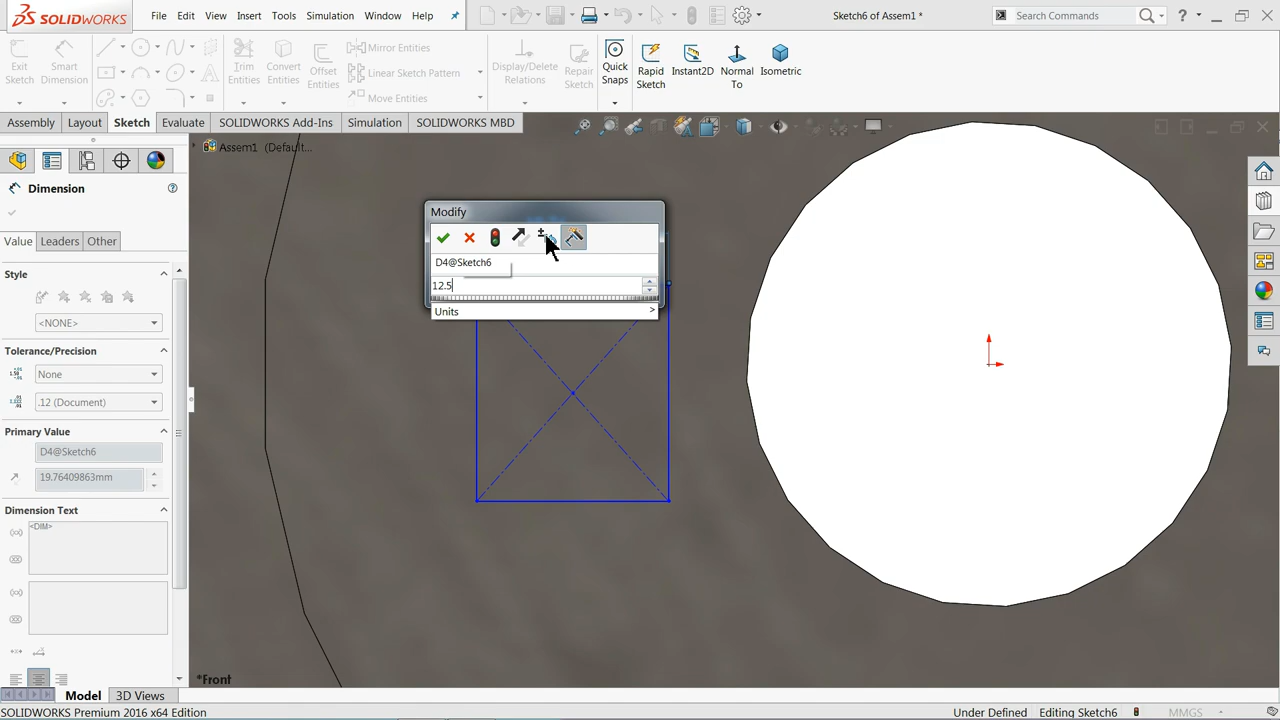 SOLIDWORKS File Edit View Insert Tools Simulation Window Help
Sketch6 of Assem1 *
Search Commands
?
Exit Sketch
Smart Dimension
Trim Entities
Convert Entities
Offset Entities
Mirror Entities
Linear Sketch Pattern
Move Entities
Display/Delete Relations
Repair Sketch
Quick Snaps
Rapid Sketch
Instant2D
Normal To
Isometric
Assembly Layout Sketch Evaluate SOLIDWORKS Add-Ins Simulation SOLIDWORKS MBD
Assem1 (Default...
Dimension
Value Leaders Other
Style
<NONE>
Tolerance/Precision
None
.12 (Document)
Primary Value
D4@Sketch6
19.76409863mm
Dimension Text
<DIM>
Modify
D4@Sketch6
12.5
Units >
*Front
Model 3D Views
SOLIDWORKS Premium 2016 x64 Edition
Under Defined Editing Sketch6 MMGS